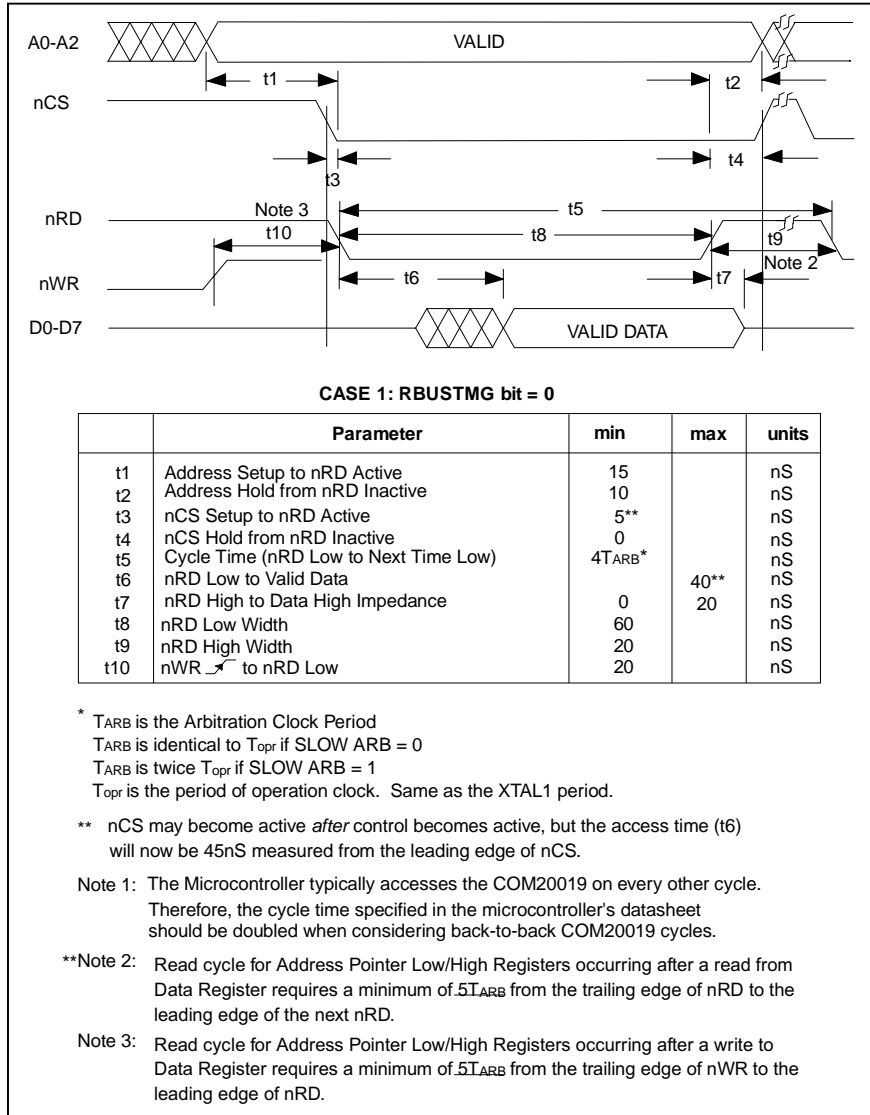 A0-A2
VALID
t1
t2
nCS
t3
t4
nRD
Note 3
t5
t10
t8
t9
nWR
t6
t7
Note 2
D0-D7
VALID DATA
CASE 1: RBUSTMG bit = 0
Parameter min max units
t1 Address Setup to nRD Active 15 nS
t2 Address Hold from nRD Inactive 10 nS
t3 nCS Setup to nRD Active 5** nS
t4 nCS Hold from nRD Inactive 0 nS
t5 Cycle Time (nRD Low to Next Time Low) 4TARB* nS
t6 nRD Low to Valid Data 40** nS
t7 nRD High to Data High Impedance 0 20 nS
t8 nRD Low Width 60 nS
t9 nRD High Width 20 nS
t10 nWR to nRD Low 20 nS
* TARB is the Arbitration Clock Period
TARB is identical to Topr if SLOW ARB = 0
TARB is twice Topr if SLOW ARB = 1
Topr is the period of operation clock. Same as the XTAL1 period.
** nCS may become active after control becomes active, but the access time (t6)
will now be 45nS measured from the leading edge of nCS.
Note 1: The Microcontroller typically accesses the COM20019 on every other cycle.
Therefore, the cycle time specified in the microcontroller's datasheet
should be doubled when considering back-to-back COM20019 cycles.
**Note 2: Read cycle for Address Pointer Low/High Registers occurring after a read from
Data Register requires a minimum of 5TARB from the trailing edge of nRD to the
leading edge of the next nRD.
Note 3: Read cycle for Address Pointer Low/High Registers occurring after a write to
Data Register requires a minimum of 5TARB from the trailing edge of nWR to the
leading edge of nRD.